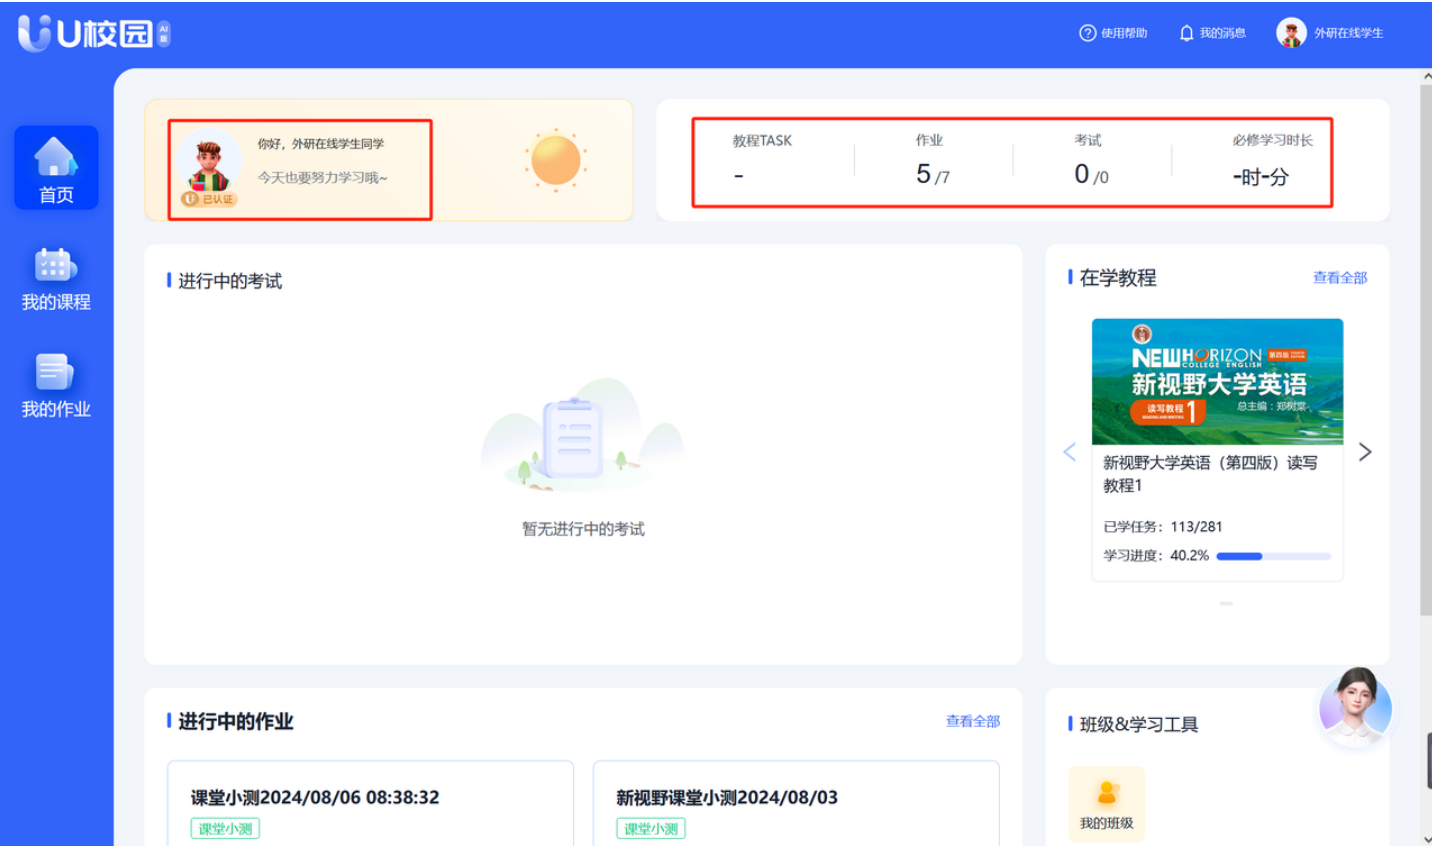 U校园 AI版
使用帮助
我的消息
外研在线学生
首页
我的课程
我的作业
你好，外研在线学生同学
今天也要努力学习哦~
已认证
教程TASK
-
作业
5 /7
考试
0 /0
必修学习时长
-时-分
进行中的考试
暂无进行中的考试
在学教程
查看全部
NEW HORIZON
COLLEGE ENGLISH
第四版
新视野大学英语
读写教程 1
READING AND WRITING
总主编：郑树棠
新视野大学英语（第四版）读写
教程1
已学任务：113/281
学习进度：40.2%
进行中的作业
查看全部
课堂小测2024/08/06 08:38:32
课堂小测
新视野课堂小测2024/08/03
课堂小测
班级&学习工具
我的班级